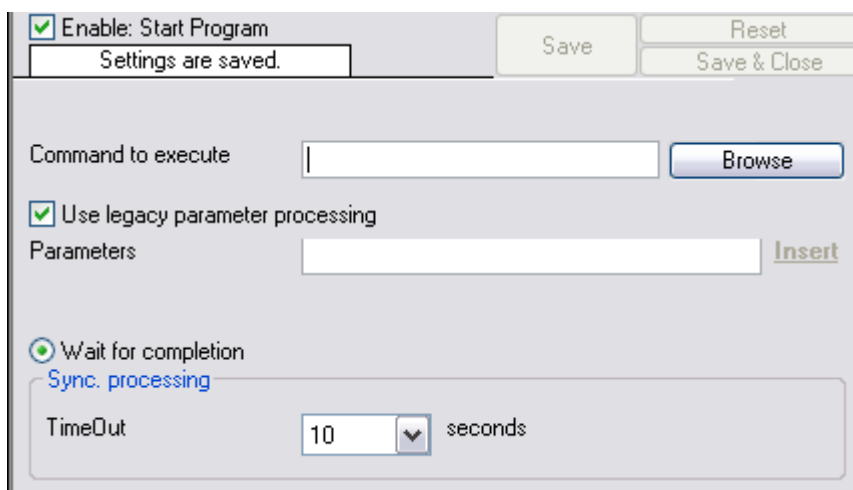 Enable: Start Program
Settings are saved.
Save
Reset
Save & Close
Command to execute
Browse
Use legacy parameter processing
Parameters
Insert
Wait for completion
Sync. processing
TimeOut
10
seconds